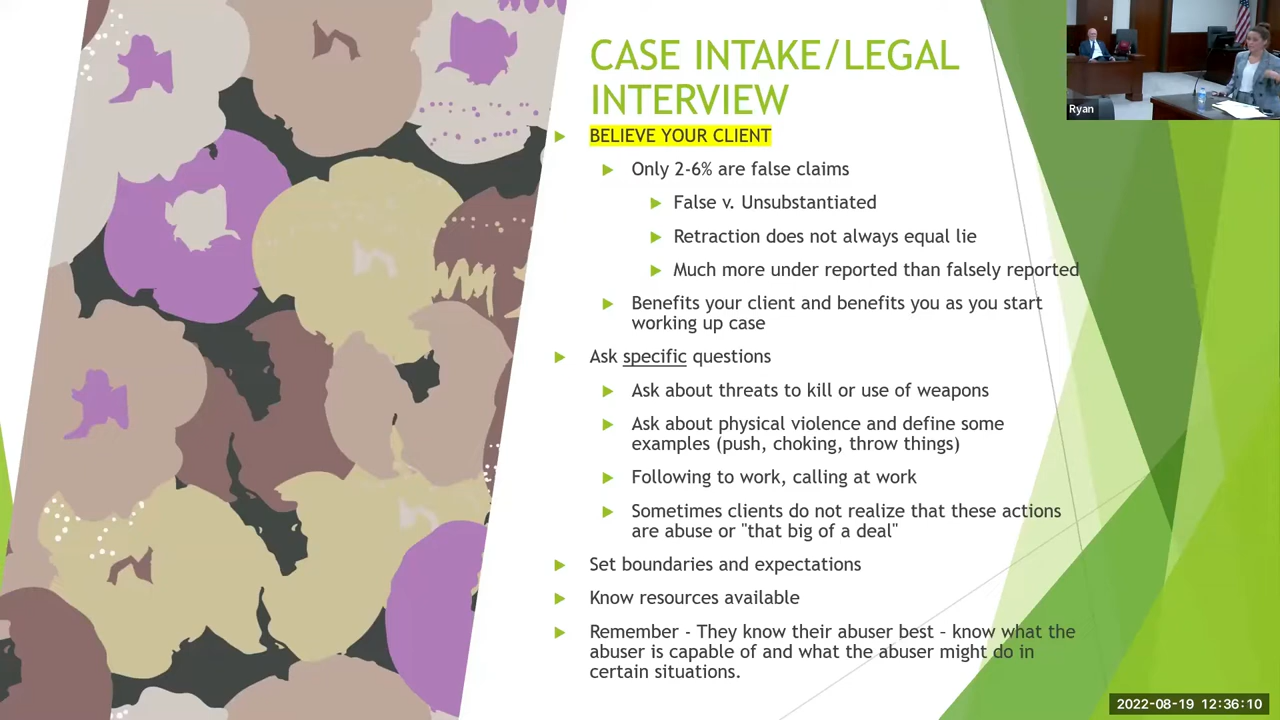 CASE INTAKE/LEGAL
INTERVIEW
BELIEVE YOUR CLIENT
Only 2-6% are false claims
False v. Unsubstantiated
Retraction does not always equal lie
Much more under reported than falsely reported
Benefits your client and benefits you as you start
working up case
Ask specific questions
Ask about threats to kill or use of weapons
Ask about physical violence and define some
examples (push, choking, throw things)
Following to work, calling at work
Sometimes clients do not realize that these actions
are abuse or "that big of a deal"
Set boundaries and expectations
Know resources available
Remember - They know their abuser best – know what the
abuser is capable of and what the abuser might do in
certain situations.
Ryan
2022-08-19 12:36:10